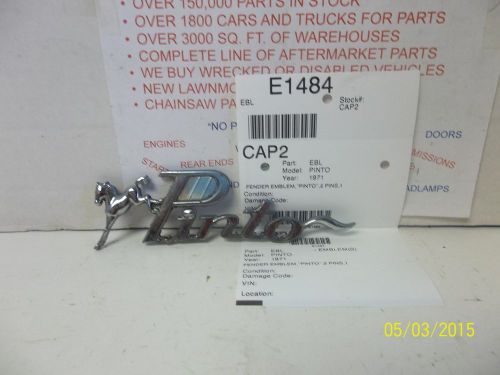 • OVER 150,000 PARTS IN STOCK
• OVER 1800 CARS AND TRUCKS FOR PARTS
• OVER 3000 SQ. FT. OF WAREHOUSES
• COMPLETE LINE OF AFTERMARKET PARTS
• WE BUY WRECKED OR DISABLED VEHICLES
• NEW LAWNMO
• CHAINSAW PA
"NO P
DOORS
ENGINES
STAR
REAR ENDS
MISSIONS
HEADLAMPS
E1484
EBL
Stock#:
CAP2
CAP2
Part: EBL
Model: PINTO
Year: 1971
FENDER EMBLEM,"PINTO",2 PINS,I
Condition:
Damage Code:
Pinto
Part: EBL
Model: PINTO
Year: 1971
FENDER EMBLEM,"PINTO",2 PINS,I
Condition:
Damage Code:
VIN:
Location:
05/03/2015